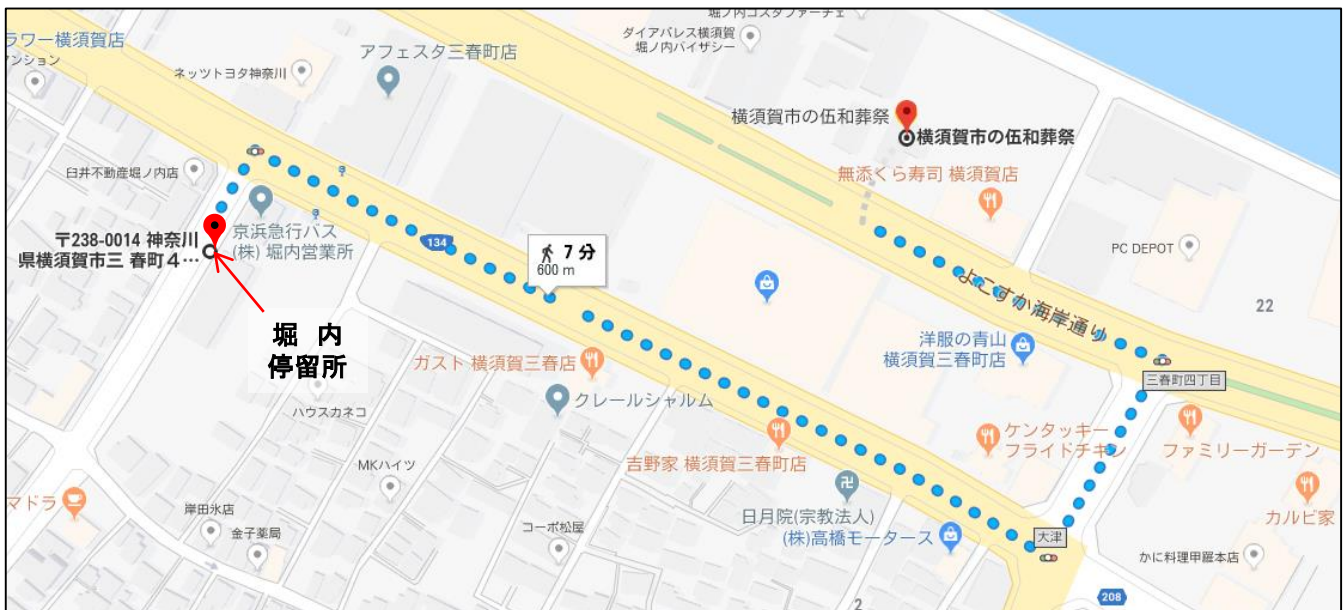 堀ノ内コスタファーチェ
ラワー横須賀店
ンション
ネッツトヨタ神奈川
アフェスタ三春町店
ダイアパレス横須賀
堀ノ内ベイザシー
横須賀市の伍和葬祭
横須賀市の伍和葬祭
無添くら寿司 横須賀店
臼井不動産堀ノ内店
〒238-0014 神奈川
県横須賀市三 春町４…
京浜急行バス
(株) 堀内営業所
134
7 分
600 m
PC DEPOT
よこすか海岸通り
22
堀 内
停留所
洋服の青山
横須賀三春町店
ガスト 横須賀三春店
三春町四丁目
ハウスカネコ
クレールシャルム
ケンタッキー
フライドチキン
ファミリーガーデン
吉野家 横須賀三春町店
MKハイツ
マドラ
岸田氷店
金子薬局
コーポ松屋
卍
日月院(宗教法人)
(株)高橋モータース
大津
カルビ家
かに料理甲羅本店
208
2